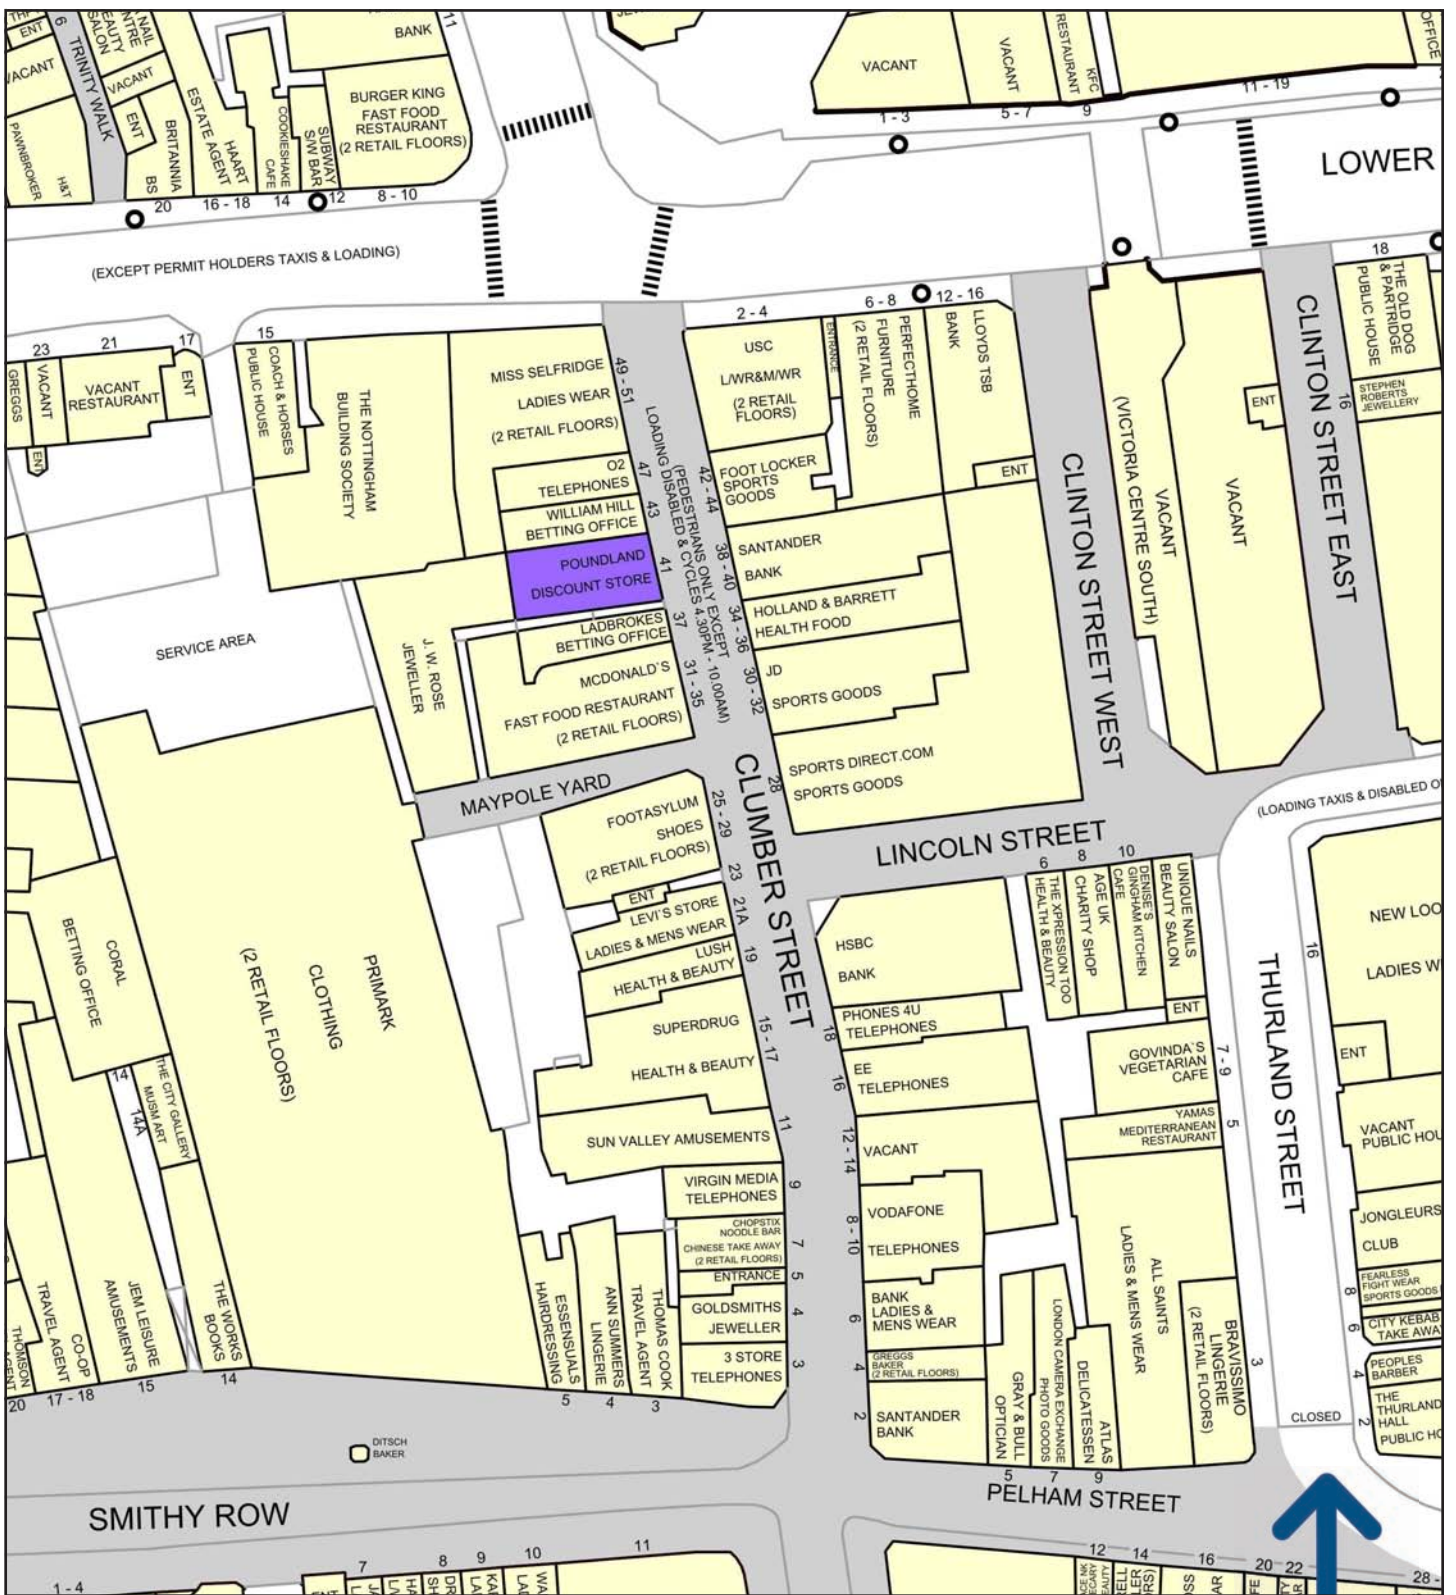 6
TRINITY WALK
ENT
VACANT
PAWNBROKER
H&T
NAIL
BEAUTY
SALON
VACANT
ENT
BRITANNIA
BS
20
HAART
ESTATE AGENT
16 - 18
COOKIESHAKE
CAFE
14
SUBWAY
S/W BAR
12
BANK
11
BURGER KING
FAST FOOD
RESTAURANT
(2 RETAIL FLOORS)
8 - 10
VACANT
1 - 3
VACANT
5 - 7
RESTAURANT
KFC
9
11 - 19
OFFICE
LOWER
(EXCEPT PERMIT HOLDERS TAXIS & LOADING)
23
21
17
15
GREGGS
VACANT
ENT
VACANT
RESTAURANT
ENT
COACH & HORSES
PUBLIC HOUSE
THE NOTTINGHAM
BUILDING SOCIETY
MISS SELFRIDGE
LADIES WEAR
(2 RETAIL FLOORS)
49 - 51
O2
TELEPHONES
47
WILLIAM HILL
BETTING OFFICE
43
POUNDLAND
DISCOUNT STORE
41
LADBROKES
BETTING OFFICE
37
MCDONALD'S
FAST FOOD RESTAURANT
(2 RETAIL FLOORS)
31 - 35
(PEDESTRIANS ONLY EXCEPT
LOADING DISABLED & CYCLES 4.30PM - 10.00AM)
2 - 4
USC
L/WR&M/WR
(2 RETAIL
FLOORS)
ENTRANCE
6 - 8
PERFECTHOME
FURNITURE
(2 RETAIL FLOORS)
12 - 16
LLOYDS TSB
BANK
ENT
42 - 44
FOOT LOCKER
SPORTS
GOODS
38 - 40
SANTANDER
BANK
34 - 36
HOLLAND & BARRETT
HEALTH FOOD
30 - 32
JD
SPORTS GOODS
28
SPORTS DIRECT.COM
SPORTS GOODS
CLINTON STREET WEST
VACANT
(VICTORIA CENTRE SOUTH)
VACANT
ENT
CLINTON STREET EAST
18
THE OLD DOG
& PARTRIDGE
PUBLIC HOUSE
16
STEPHEN
ROBERTS
JEWELLERY
SERVICE AREA
J. W. ROSE
JEWELLER
MAYPOLE YARD
CLUMBER STREET
LINCOLN STREET
(LOADING TAXIS & DISABLED O
FOOTASYLUM
SHOES
(2 RETAIL FLOORS)
25 - 29
23
ENT
21A
LEVI'S STORE
LADIES & MENS WEAR
19
LUSH
HEALTH & BEAUTY
15 - 17
SUPERDRUG
HEALTH & BEAUTY
11
SUN VALLEY AMUSEMENTS
9
VIRGIN MEDIA
TELEPHONES
7
CHOPSTIX
NOODLE BAR
CHINESE TAKE AWAY
(2 RETAIL FLOORS)
5
ENTRANCE
4
GOLDSMITHS
JEWELLER
3
3 STORE
TELEPHONES
PRIMARK
CLOTHING
(2 RETAIL FLOORS)
CORAL
BETTING OFFICE
14
14A
THE CITY GALLERY
MUSM ART
THE WORKS
BOOKS
14
JEM LEISURE
AMUSEMENTS
15
CO-OP
TRAVEL AGENT
17 - 18
THOMSON
20
ESSENSUALS
HAIRDRESSING
5
ANN SUMMERS
LINGERIE
4
THOMAS COOK
TRAVEL AGENT
3
HSBC
BANK
18
PHONES 4U
TELEPHONES
16
EE
TELEPHONES
12 - 14
VACANT
8 - 10
VODAFONE
TELEPHONES
6
BANK
LADIES &
MENS WEAR
4
GREGGS
BAKER
(2 RETAIL FLOORS)
2
SANTANDER
BANK
6
THE XPRESSION TOO
HEALTH & BEAUTY
8
AGE UK
CHARITY SHOP
10
DENISE'S
GINGHAM KITCHEN
CAFE
UNIQUE NAILS
BEAUTY SALON
ENT
7 - 9
GOVINDA'S
VEGETARIAN
CAFE
5
YAMAS
MEDITERRANEAN
RESTAURANT
ALL SAINTS
LADIES & MENS WEAR
3
BRAVISSIMO
LINGERIE
(2 RETAIL FLOORS)
GRAY & BULL
OPTICIAN
5
LONDON CAMERA EXCHANGE
PHOTO GOODS
7
ATLAS
DELICATESSEN
9
THURLAND STREET
16
NEW LOO
LADIES W
ENT
VACANT
PUBLIC HOU
JONGLEURS
CLUB
8
FEARLESS
FIGHT WEAR
SPORTS GOODS
6
CITY KEBAB
TAKE AWA
4
PEOPLES
BARBER
2
THE
THURLAND
HALL
PUBLIC HO
CLOSED
PELHAM STREET
DITSCH
BAKER
SMITHY ROW
1 - 4
7
8
9
10
11
12
14
16
20
22
28 -